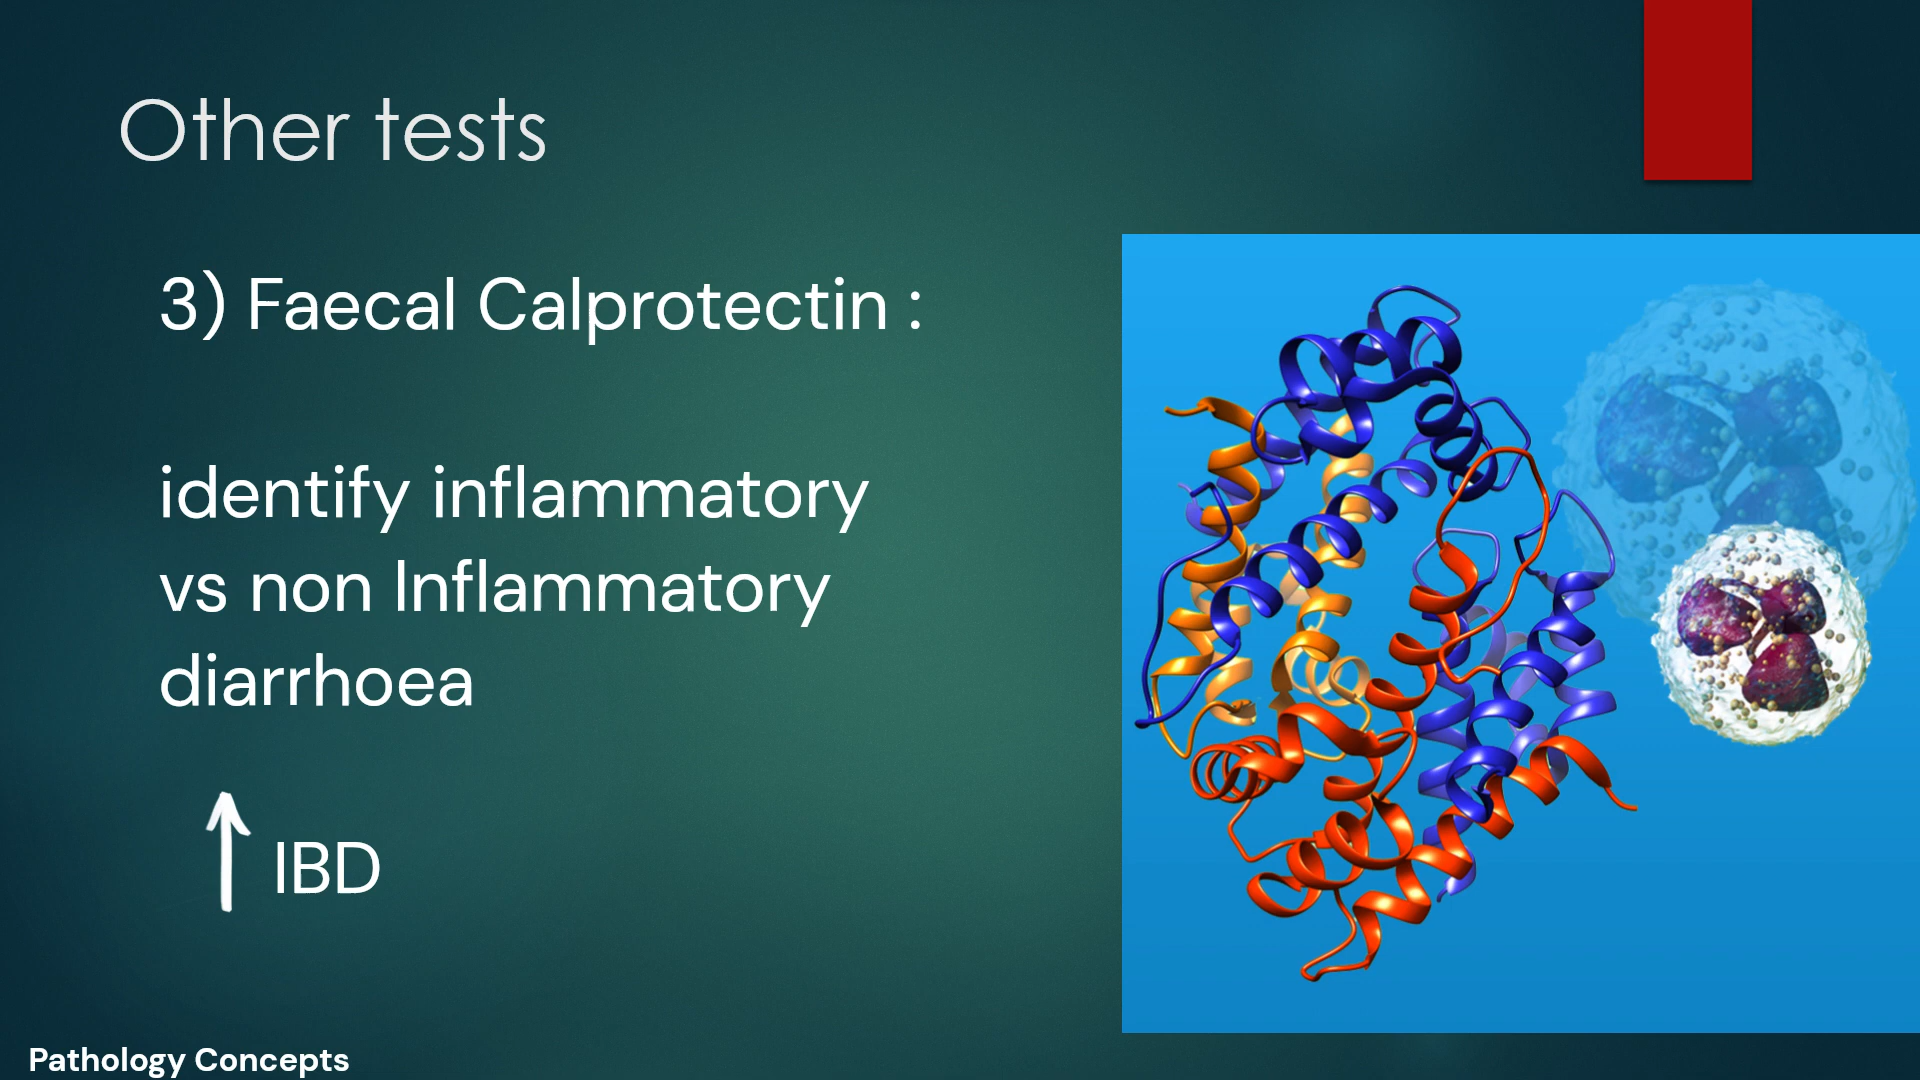 Other tests
3) Faecal Calprotectin :
identify inflammatory
vs non Inflammatory
diarrhoea
↑ IBD
Pathology Concepts